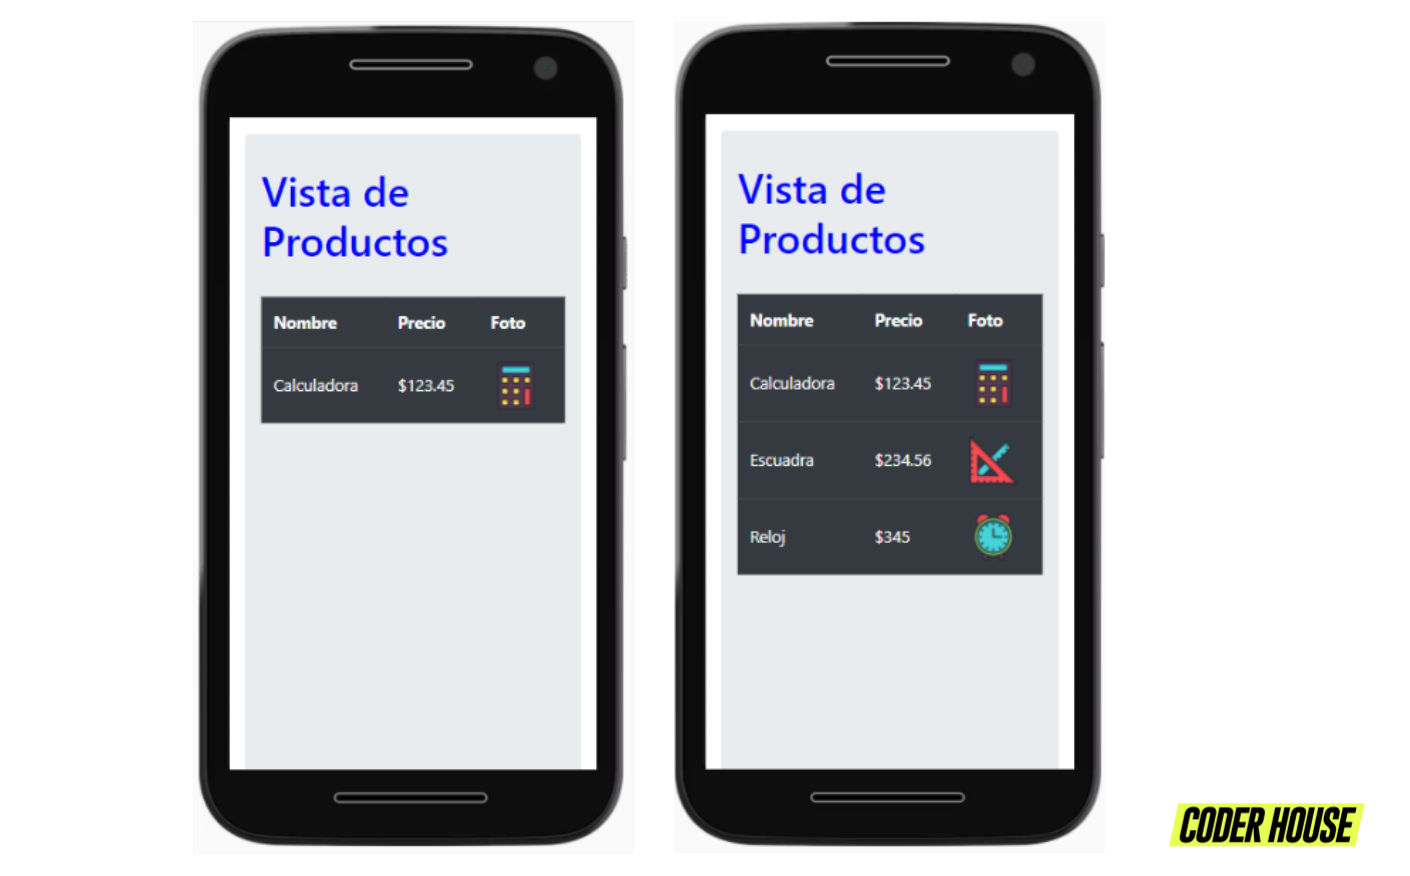 Vista de
Productos
Nombre Precio Foto
Calculadora $123.45
Vista de
Productos
Nombre Precio Foto
Calculadora $123.45
Escuadra $234.56
Reloj $345
CODER HOUSE